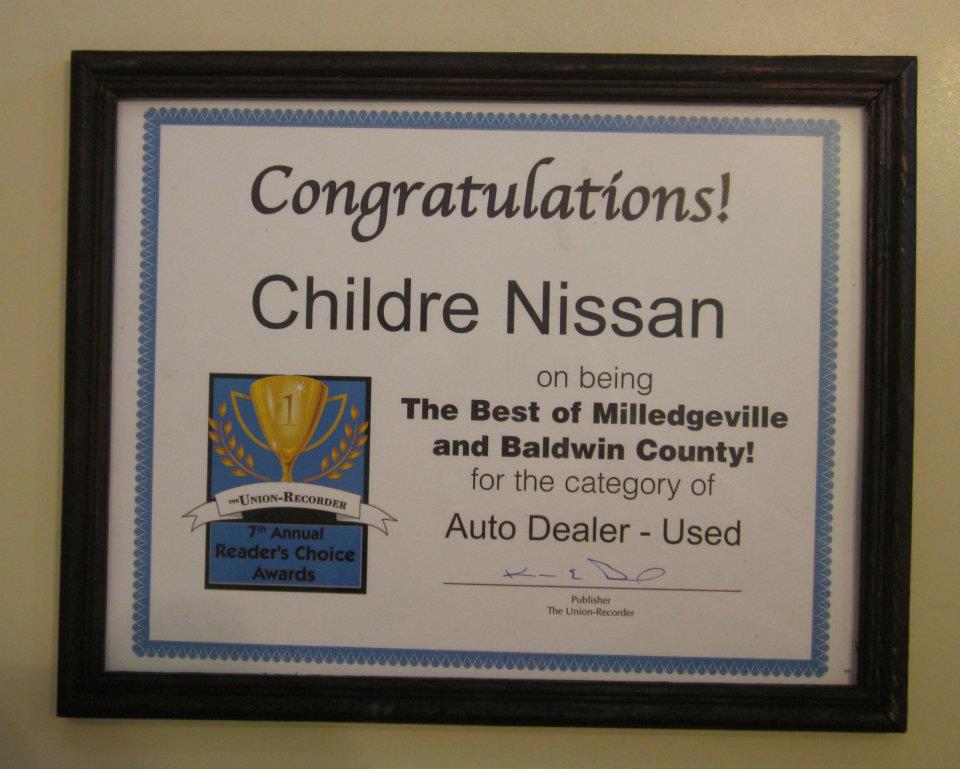 Congratulations!
Childre Nissan
on being
The Best of Milledgeville
and Baldwin County!
for the category of
Auto Dealer - Used
#1
THE UNION-RECORDER
7th Annual
Reader's Choice
Awards
Publisher
The Union-Recorder